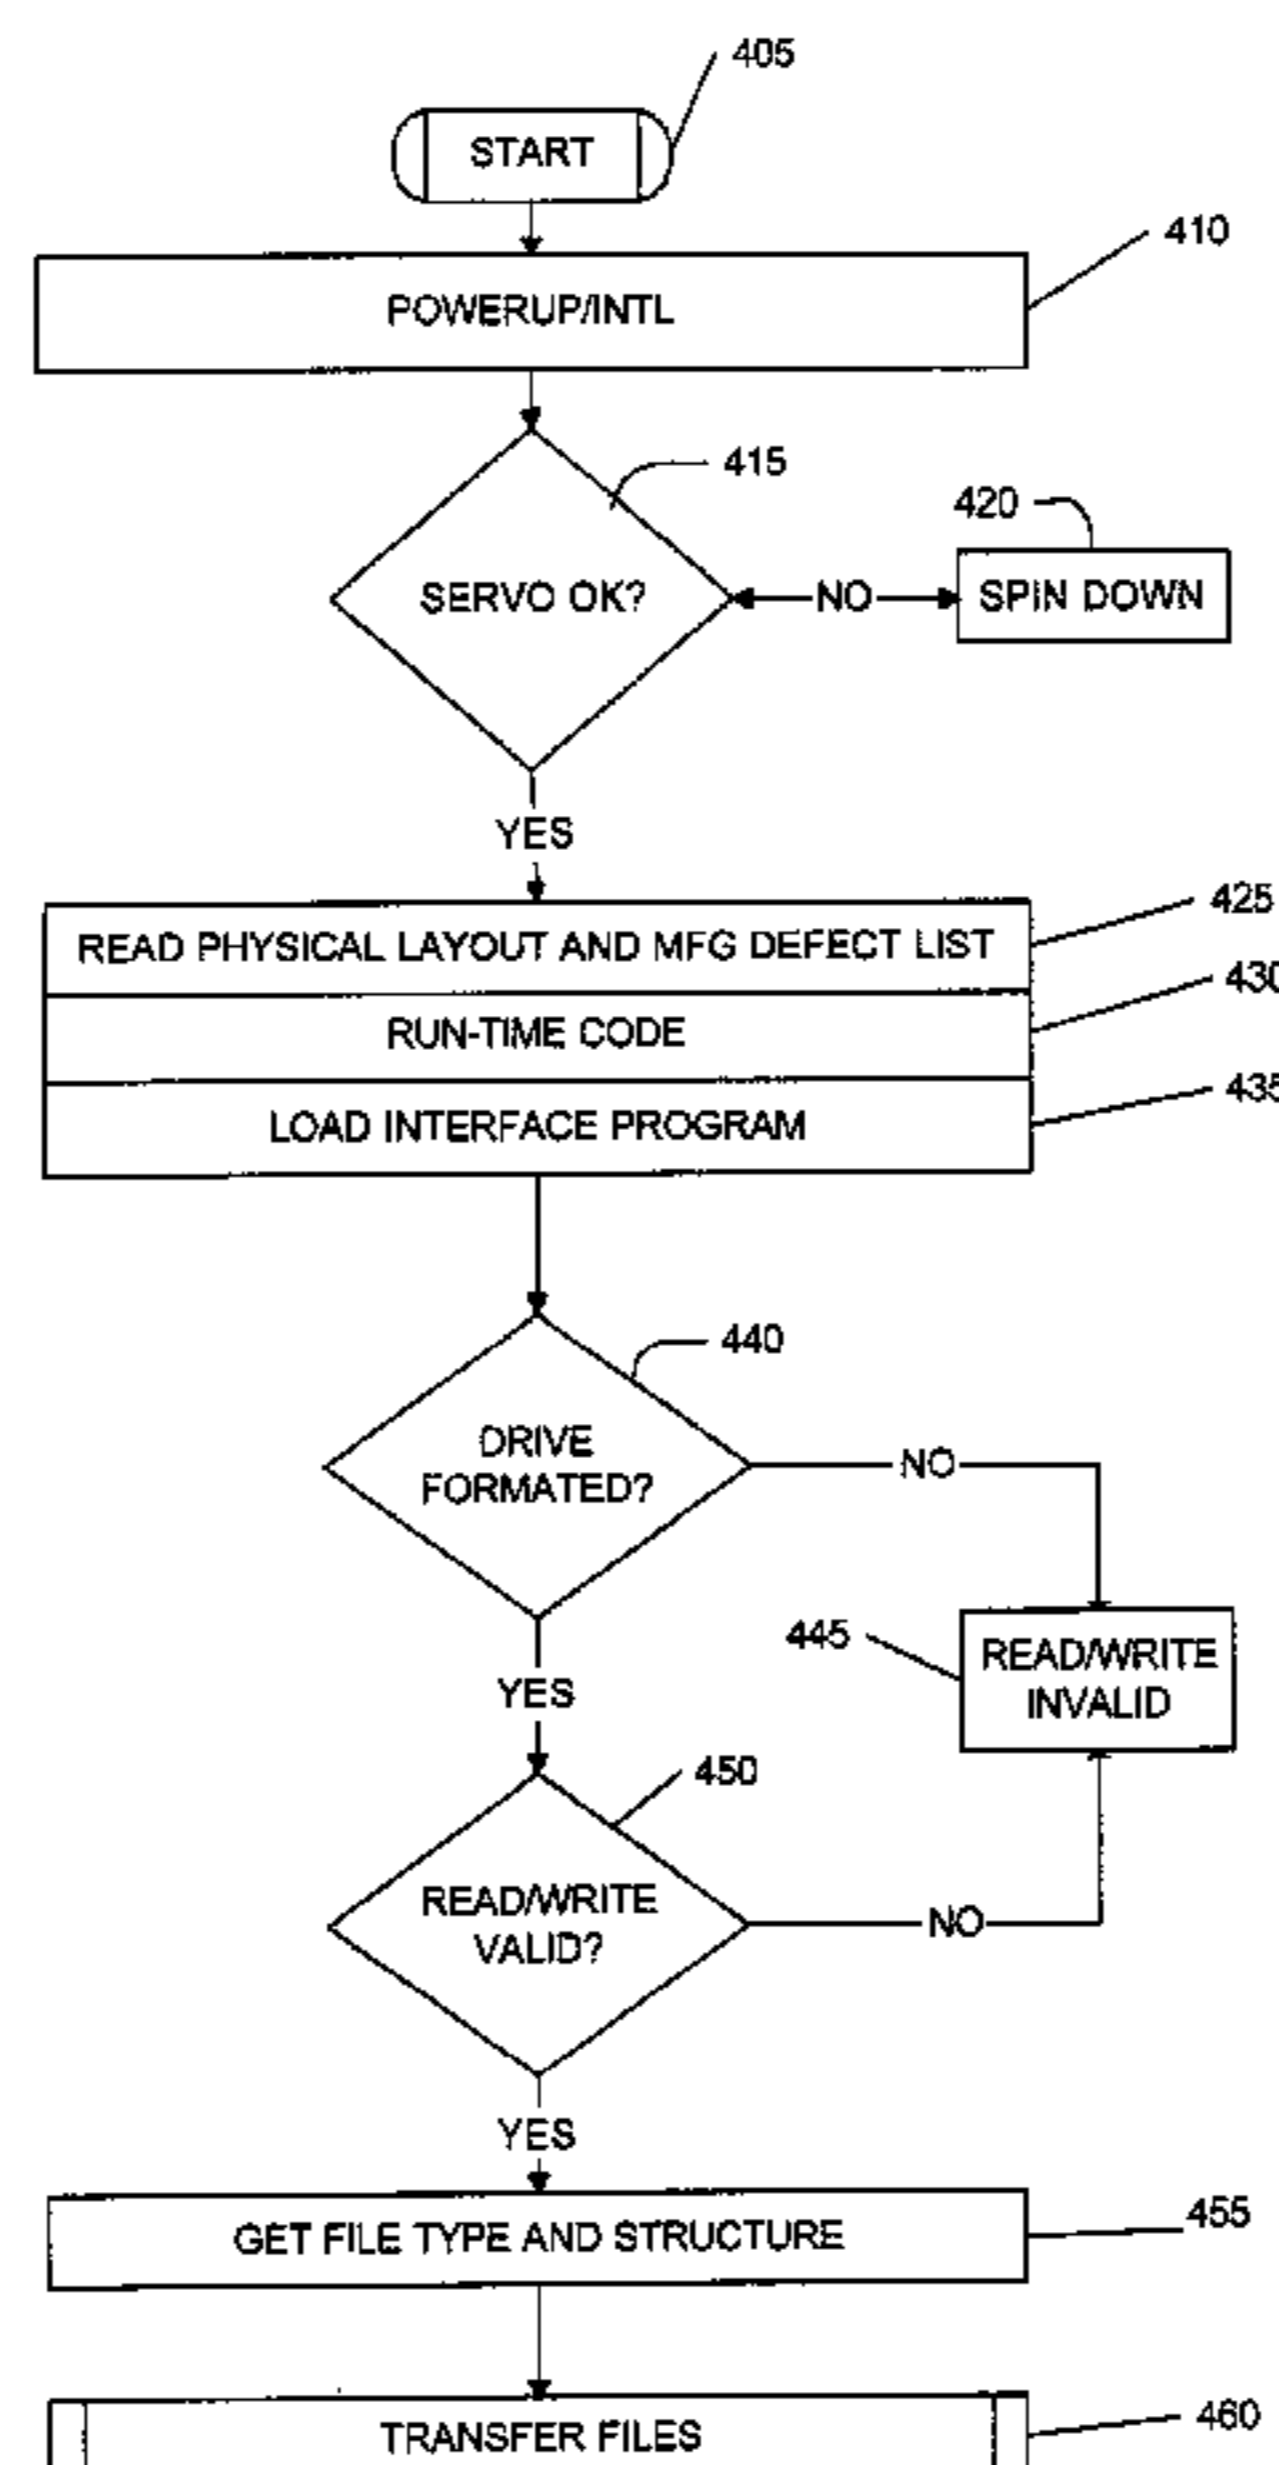 405
START
410
POWERUP/INTL
415
420
SERVO OK?
NO
SPIN DOWN
YES
425
READ PHYSICAL LAYOUT AND MFG DEFECT LIST
430
RUN-TIME CODE
435
LOAD INTERFACE PROGRAM
440
DRIVE
FORMATED?
NO
445
READ/WRITE
INVALID
YES
450
READ/WRITE
VALID?
NO
YES
455
GET FILE TYPE AND STRUCTURE
460
TRANSFER FILES